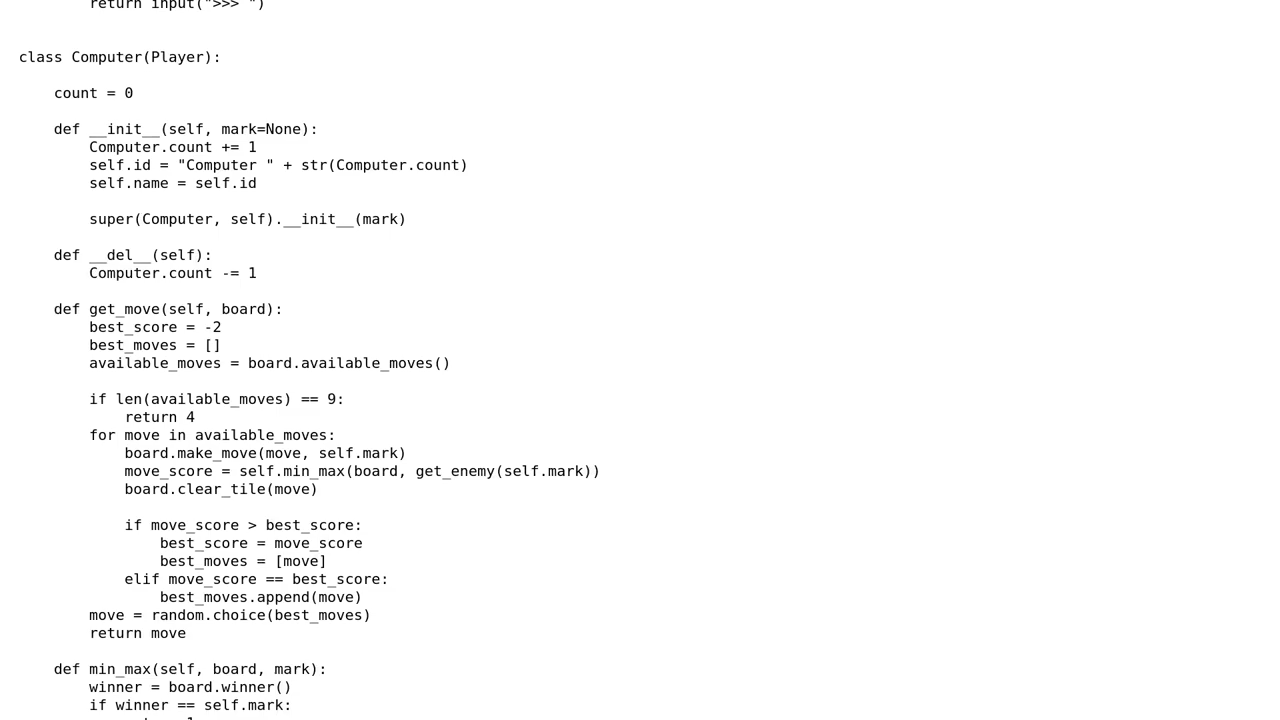 return input(">>> ")


class Computer(Player):

    count = 0

    def __init__(self, mark=None):
        Computer.count += 1
        self.id = "Computer " + str(Computer.count)
        self.name = self.id

        super(Computer, self).__init__(mark)

    def __del__(self):
        Computer.count -= 1

    def get_move(self, board):
        best_score = -2
        best_moves = []
        available_moves = board.available_moves()

        if len(available_moves) == 9:
            return 4
        for move in available_moves:
            board.make_move(move, self.mark)
            move_score = self.min_max(board, get_enemy(self.mark))
            board.clear_tile(move)

            if move_score > best_score:
                best_score = move_score
                best_moves = [move]
            elif move_score == best_score:
                best_moves.append(move)
        move = random.choice(best_moves)
        return move

    def min_max(self, board, mark):
        winner = board.winner()
        if winner == self.mark: